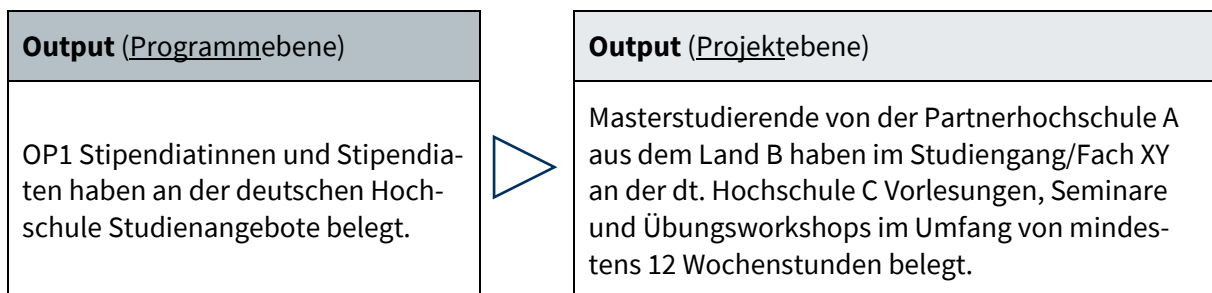 Output (Programmebene)
OP1 Stipendiatinnen und Stipendia-
ten haben an der deutschen Hoch-
schule Studienangebote belegt.
Output (Projektebene)
Masterstudierende von der Partnerhochschule A
aus dem Land B haben im Studiengang/Fach XY
an der dt. Hochschule C Vorlesungen, Seminare
und Übungsworkshops im Umfang von mindes-
tens 12 Wochenstunden belegt.